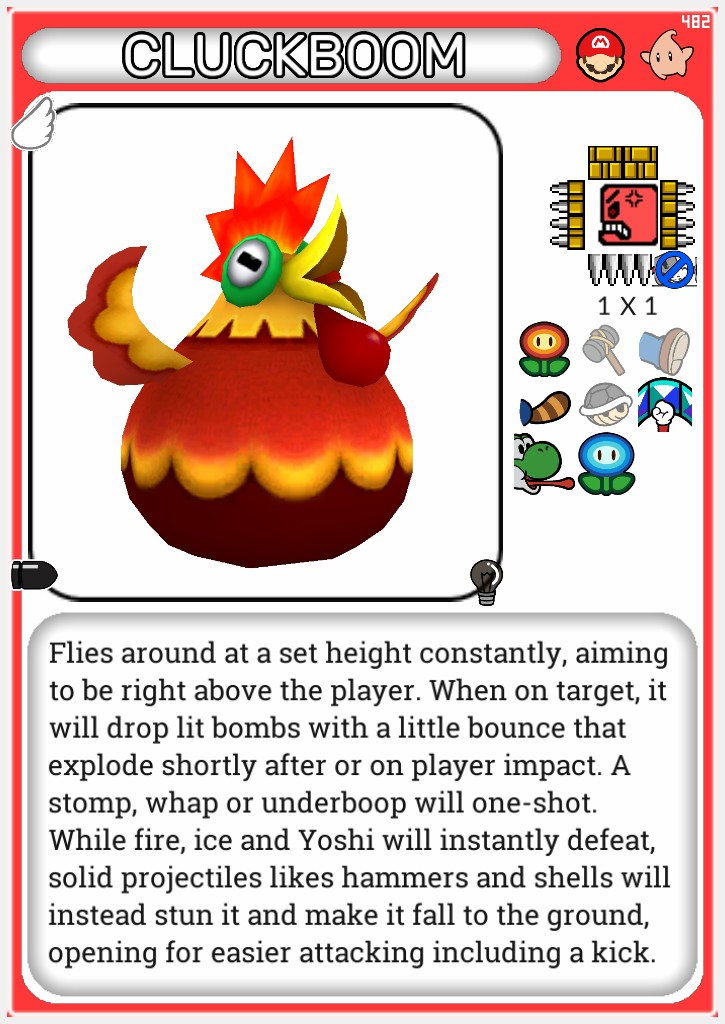 482
CLUCKBOOM
1 X 1
Flies around at a set height constantly, aiming
to be right above the player. When on target, it
will drop lit bombs with a little bounce that
explode shortly after or on player impact. A
stomp, whap or underboop will one-shot.
While fire, ice and Yoshi will instantly defeat,
solid projectiles likes hammers and shells will
instead stun it and make it fall to the ground,
opening for easier attacking including a kick.